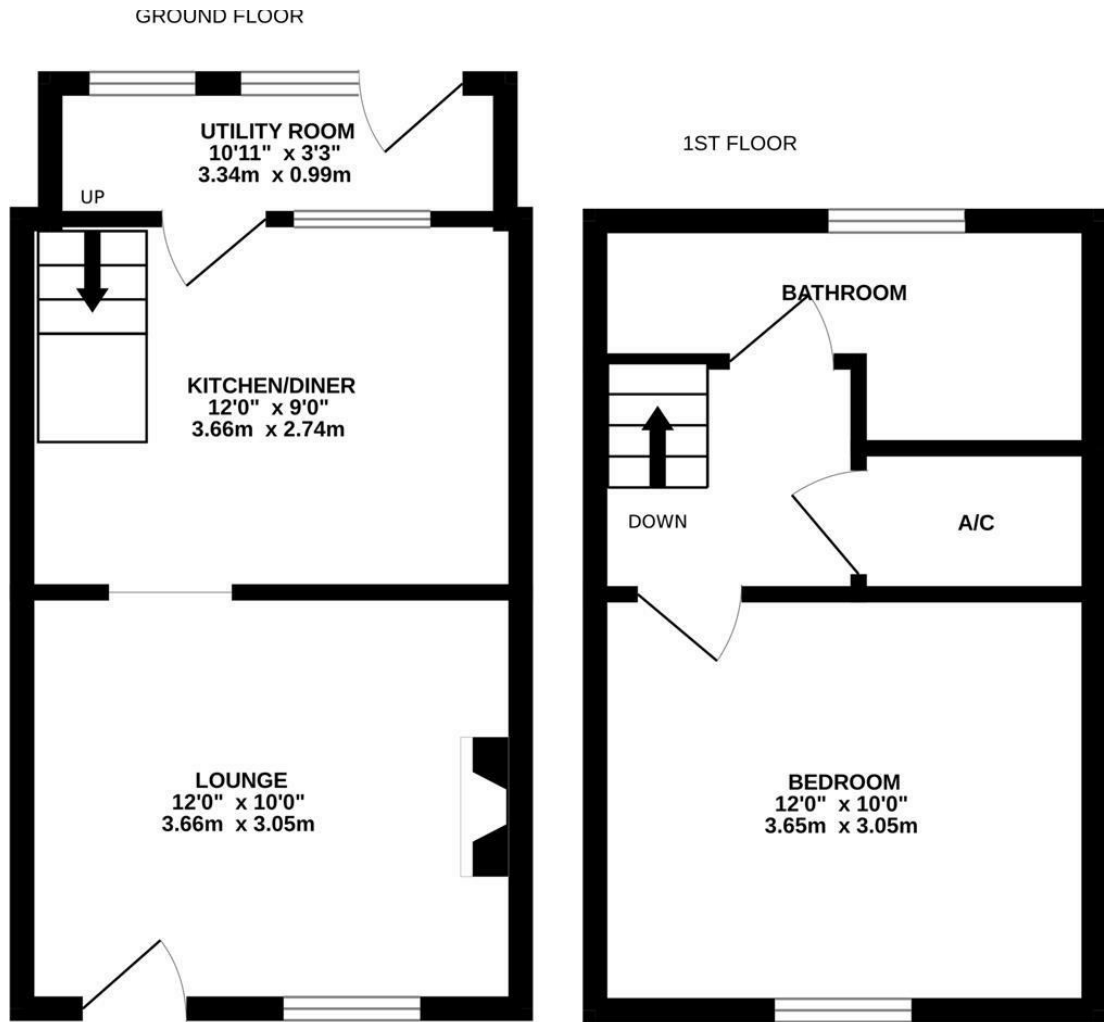 GROUND FLOOR
UTILITY ROOM
10'11" x 3'3"
3.34m x 0.99m
UP
KITCHEN/DINER
12'0" x 9'0"
3.66m x 2.74m
LOUNGE
12'0" x 10'0"
3.66m x 3.05m
1ST FLOOR
BATHROOM
DOWN
A/C
BEDROOM
12'0" x 10'0"
3.65m x 3.05m